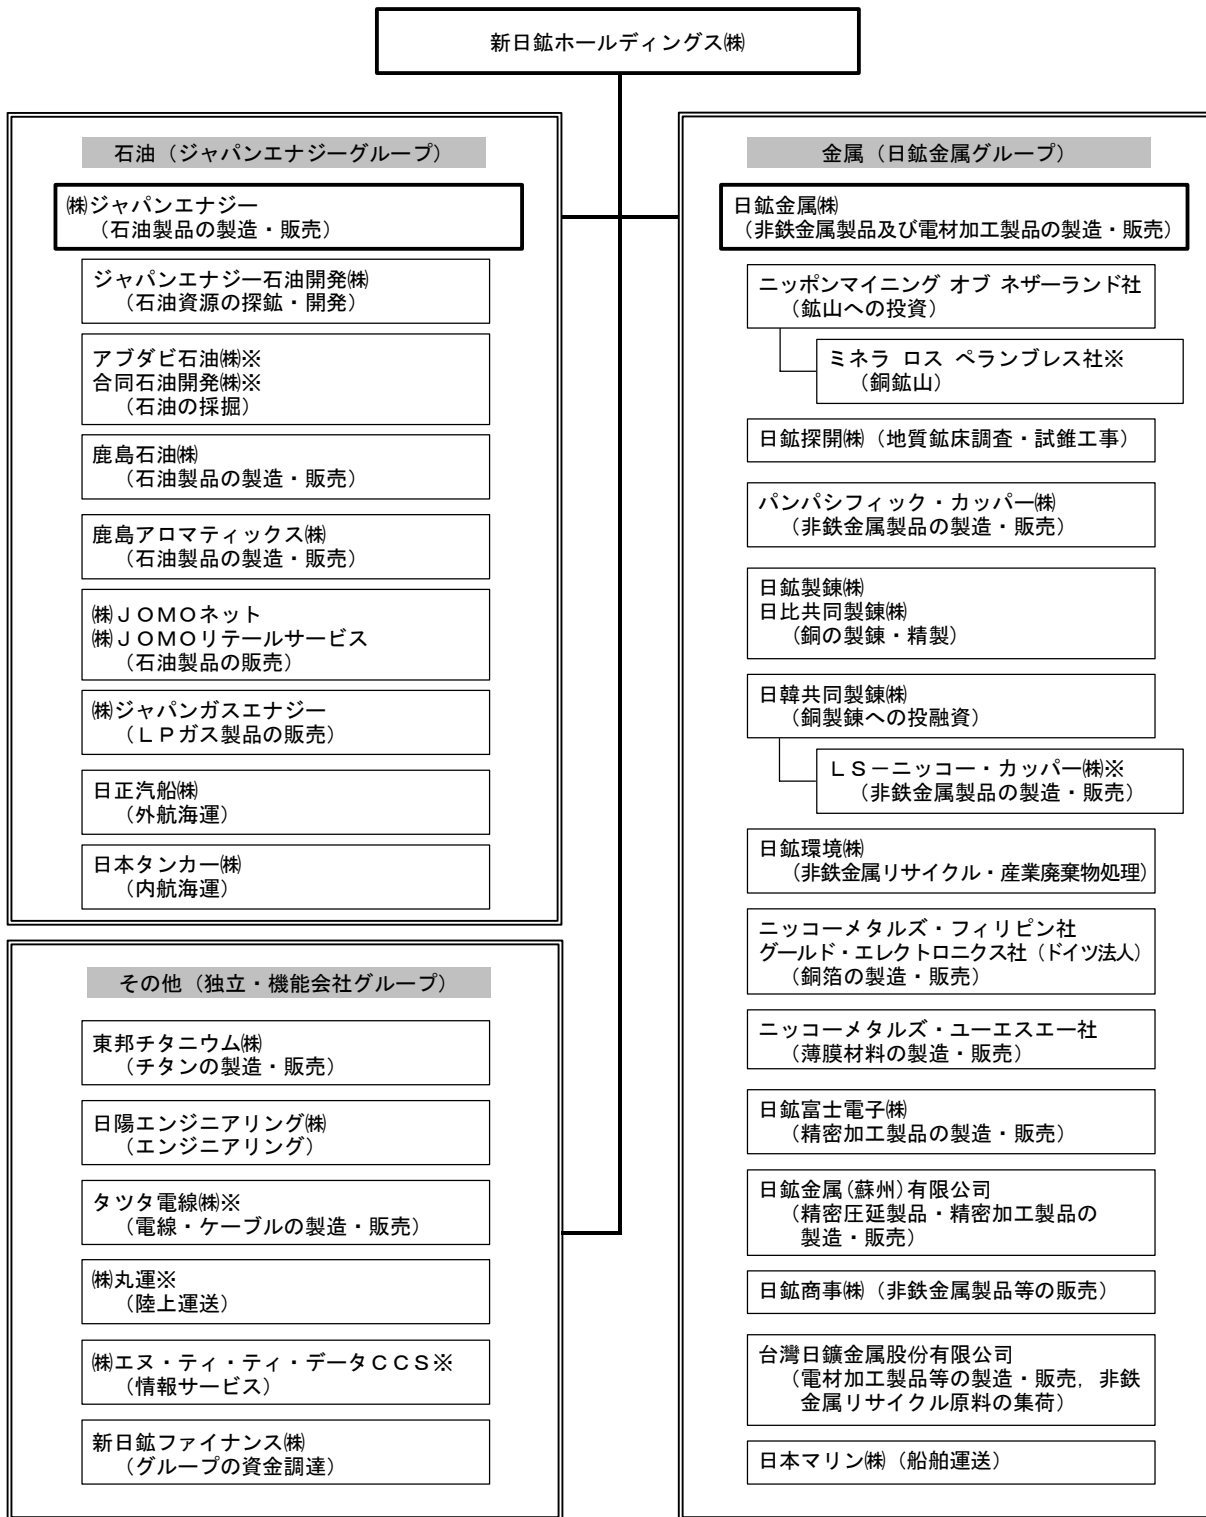 新日鉱ホールディングス㈱
石油（ジャパンエナジーグループ）
㈱ジャパンエナジー
（石油製品の製造・販売）
ジャパンエナジー石油開発㈱
（石油資源の探鉱・開発）
アブダビ石油㈱※
合同石油開発㈱※
（石油の採掘）
鹿島石油㈱
（石油製品の製造・販売）
鹿島アロマティックス㈱
（石油製品の製造・販売）
㈱ＪＯＭＯネット
㈱ＪＯＭＯリテールサービス
（石油製品の販売）
㈱ジャパンガスエナジー
（ＬＰガス製品の販売）
日正汽船㈱
（外航海運）
日本タンカー㈱
（内航海運）
その他（独立・機能会社グループ）
東邦チタニウム㈱
（チタンの製造・販売）
日陽エンジニアリング㈱
（エンジニアリング）
タツタ電線㈱※
（電線・ケーブルの製造・販売）
㈱丸運※
（陸上運送）
㈱エヌ・ティ・ティ・データＣＣＳ※
（情報サービス）
新日鉱ファイナンス㈱
（グループの資金調達）
金属（日鉱金属グループ）
日鉱金属㈱
（非鉄金属製品及び電材加工製品の製造・販売）
ニッポンマイニング オブ ネザーランド社
（鉱山への投資）
ミネラ ロス ペランブレス社※
（銅鉱山）
日鉱探開㈱（地質鉱床調査・試錐工事）
パンパシフィック・カッパー㈱
（非鉄金属製品の製造・販売）
日鉱製錬㈱
日比共同製錬㈱
（銅の製錬・精製）
日韓共同製錬㈱
（銅製錬への投融資）
ＬＳ－ニッコー・カッパー㈱※
（非鉄金属製品の製造・販売）
日鉱環境㈱
（非鉄金属リサイクル・産業廃棄物処理）
ニッコーメタルズ・フィリピン社
グールド・エレクトロニクス社（ドイツ法人）
（銅箔の製造・販売）
ニッコーメタルズ・ユーエスエー社
（薄膜材料の製造・販売）
日鉱富士電子㈱
（精密加工製品の製造・販売）
日鉱金属(蘇州)有限公司
（精密圧延製品・精密加工製品の
製造・販売）
日鉱商事㈱（非鉄金属製品等の販売）
台灣日鑛金属股份有限公司
（電材加工製品等の製造・販売，非鉄
金属リサイクル原料の集荷）
日本マリン㈱（船舶運送）